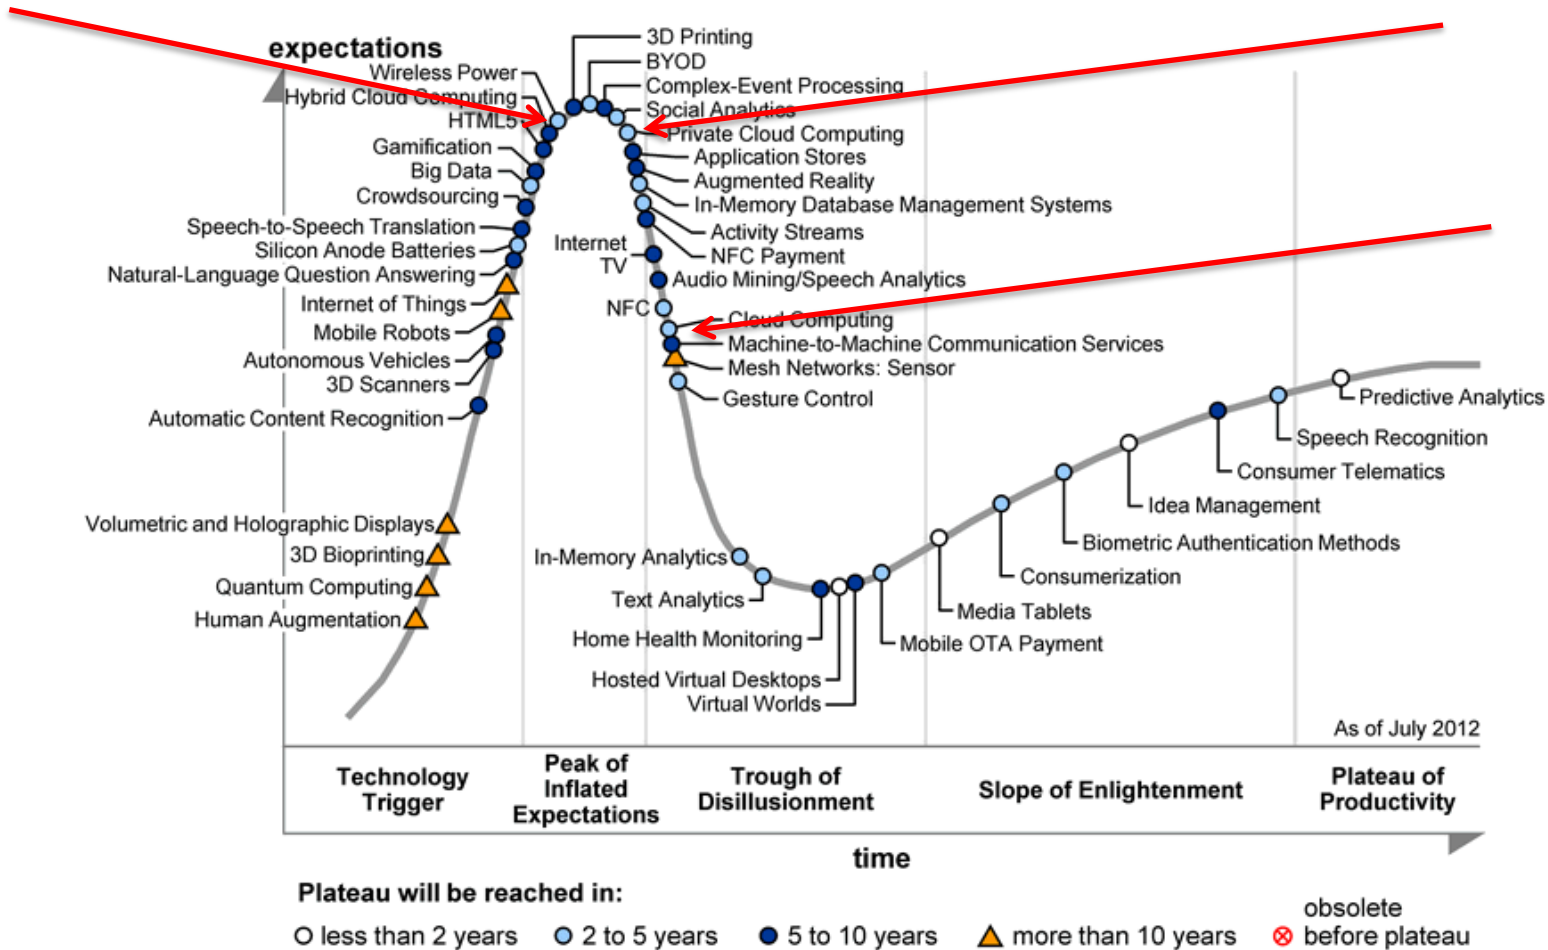 expectations
Wireless Power
Hybrid Cloud Computing
HTML5
Gamification
Big Data
Crowdsourcing
Speech-to-Speech Translation
Silicon Anode Batteries
Natural-Language Question Answering
Internet of Things
Mobile Robots
Autonomous Vehicles
3D Scanners
Automatic Content Recognition
Volumetric and Holographic Displays
3D Bioprinting
Quantum Computing
Human Augmentation
3D Printing
BYOD
Complex-Event Processing
Social Analytics
Private Cloud Computing
Application Stores
Augmented Reality
In-Memory Database Management Systems
Activity Streams
NFC Payment
Internet
TV
Audio Mining/Speech Analytics
NFC
Cloud Computing
Machine-to-Machine Communication Services
Mesh Networks: Sensor
Gesture Control
In-Memory Analytics
Text Analytics
Home Health Monitoring
Hosted Virtual Desktops
Virtual Worlds
Mobile OTA Payment
Media Tablets
Consumerization
Biometric Authentication Methods
Idea Management
Consumer Telematics
Speech Recognition
Predictive Analytics
As of July 2012
Technology
Trigger
Peak of
Inflated
Expectations
Trough of
Disillusionment
Slope of Enlightenment
Plateau of
Productivity
time
Plateau will be reached in:
less than 2 years
2 to 5 years
5 to 10 years
more than 10 years
obsolete
before plateau